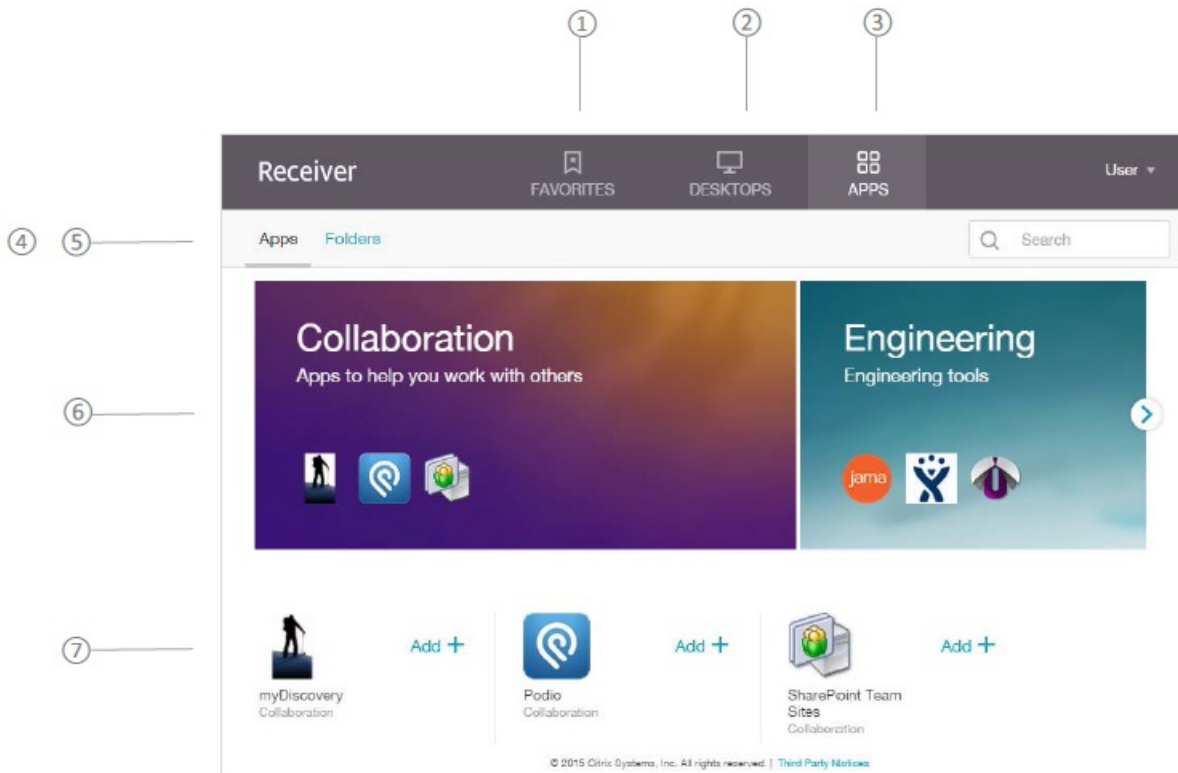 ① ② ③
Receiver
FAVORITES
DESKTOPS
APPS
User
④ ⑤
Apps Folders
Search
Collaboration
Apps to help you work with others
Engineering
Engineering tools
⑥
jama
⑦
Add +
Add +
Add +
myDiscovery
Collaboration
Podio
Collaboration
SharePoint Team
Sites
Collaboration
© 2015 Citrix Systems, Inc. All rights reserved. | Third Party Notices